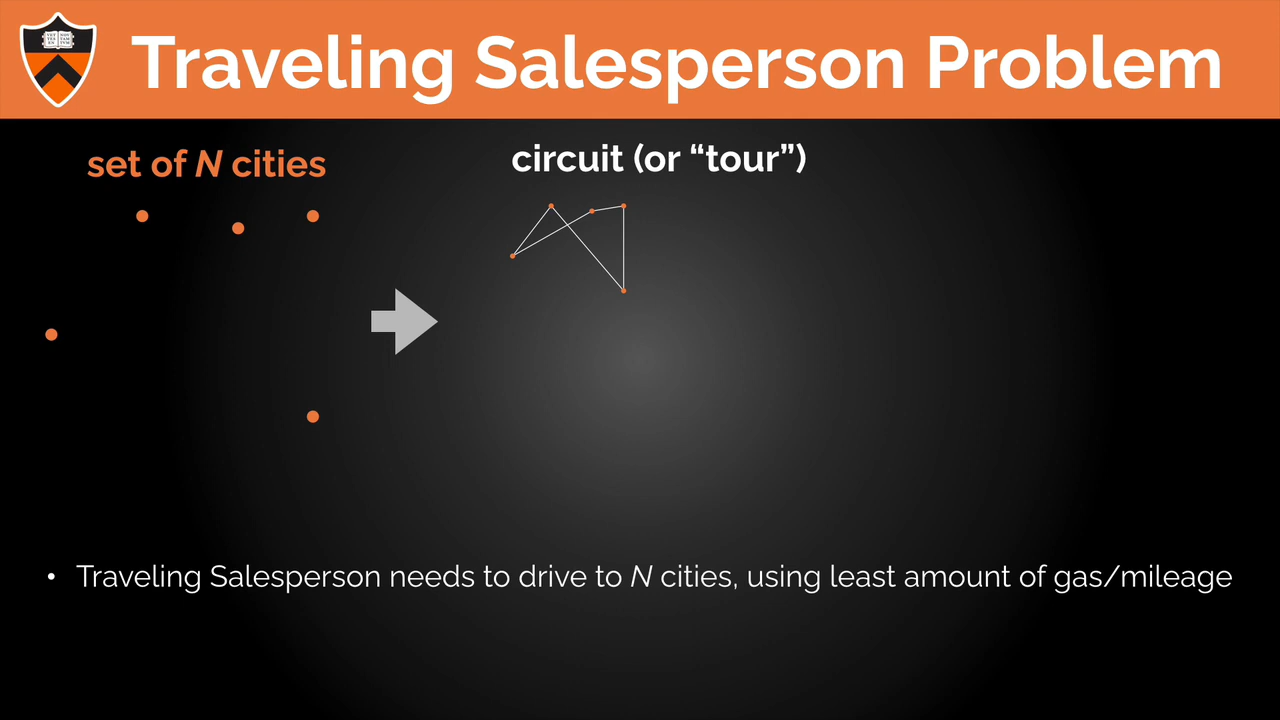 Traveling Salesperson Problem
set of N cities
circuit (or “tour”)
• Traveling Salesperson needs to drive to N cities, using least amount of gas/mileage